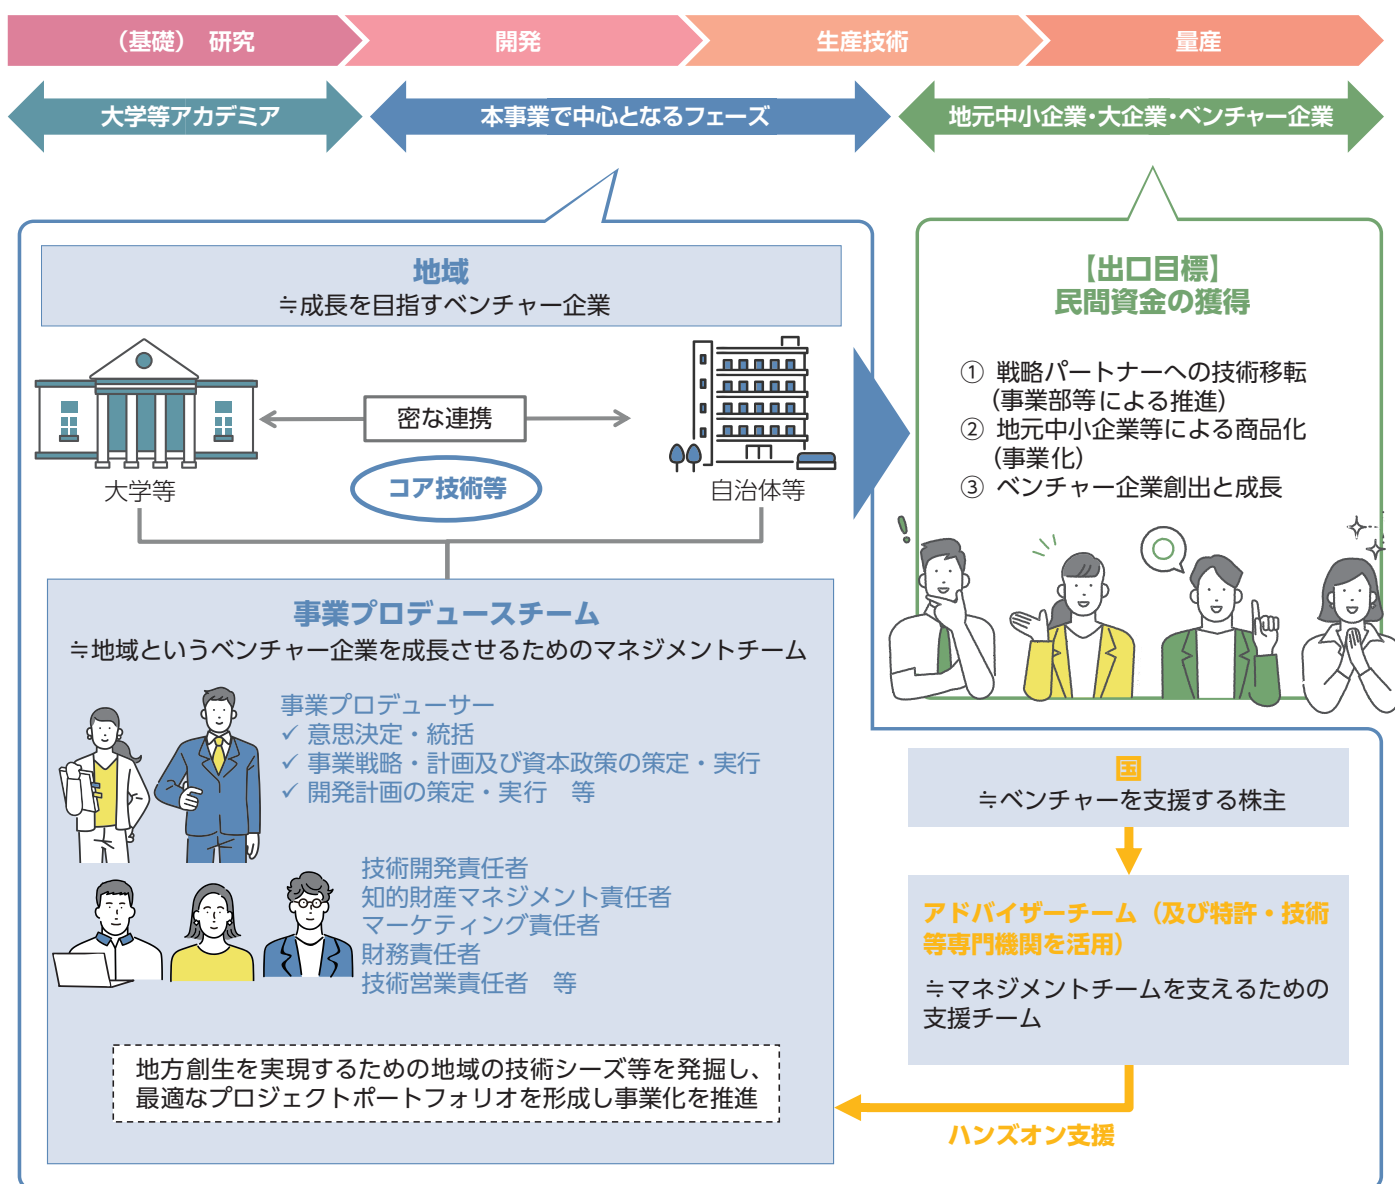 （基礎） 研究
開発
生産技術
量産
大学等アカデミア
本事業で中心となるフェーズ
地元中小企業・大企業・ベンチャー企業
地域
≒成長を目指すベンチャー企業
密な連携
コア技術等
大学等
自治体等
【出口目標】
民間資金の獲得
① 戦略パートナーへの技術移転
（事業部等による推進）
② 地元中小企業等による商品化
（事業化）
③ ベンチャー企業創出と成長
事業プロデュースチーム
≒地域というベンチャー企業を成長させるためのマネジメントチーム
事業プロデューサー
✓ 意思決定・統括
✓ 事業戦略・計画及び資本政策の策定・実行
✓ 開発計画の策定・実行　等
技術開発責任者
知的財産マネジメント責任者
マーケティング責任者
財務責任者
技術営業責任者　等
地方創生を実現するための地域の技術シーズ等を発掘し、
最適なプロジェクトポートフォリオを形成し事業化を推進
国
≒ベンチャーを支援する株主
アドバイザーチーム（及び特許・技術
等専門機関を活用）
≒マネジメントチームを支えるための
支援チーム
ハンズオン支援